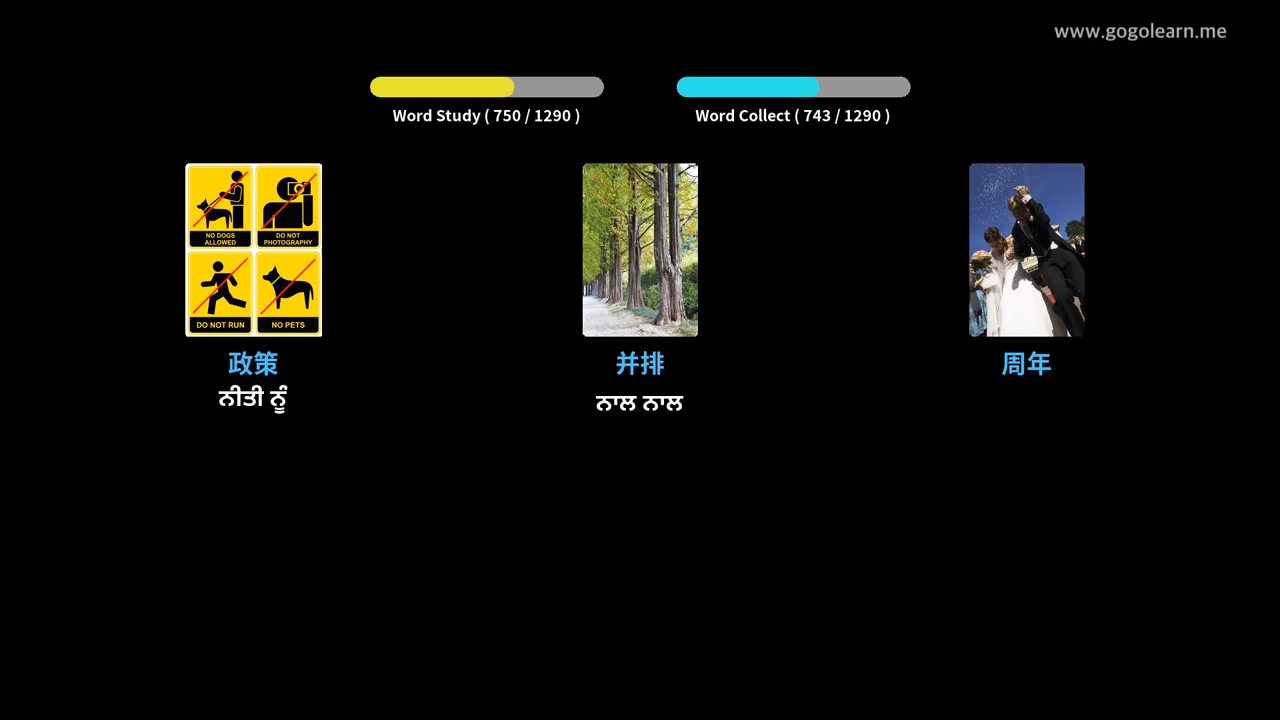 www.gogolearn.me
Word Study ( 750 / 1290 )
Word Collect ( 743 / 1290 )
NO DOGS
ALLOWED
DO NOT
PHOTOGRAPHY
DO NOT RUN
NO PETS
政策
并排
周年
ਨੀਤੀ ਨੂੰ
ਨਾਲ ਨਾਲ